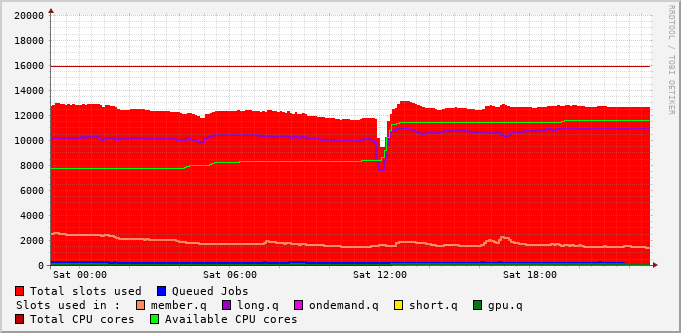 20000
18000
16000
14000
12000
10000
8000
6000
4000
2000
0
Sat 00:00 Sat 06:00 Sat 12:00 Sat 18:00
Total slots used Queued Jobs
Slots used in : member.q long.q ondemand.q short.q gpu.q
Total CPU cores Available CPU cores
RRDTOOL / TOBI OETIKER